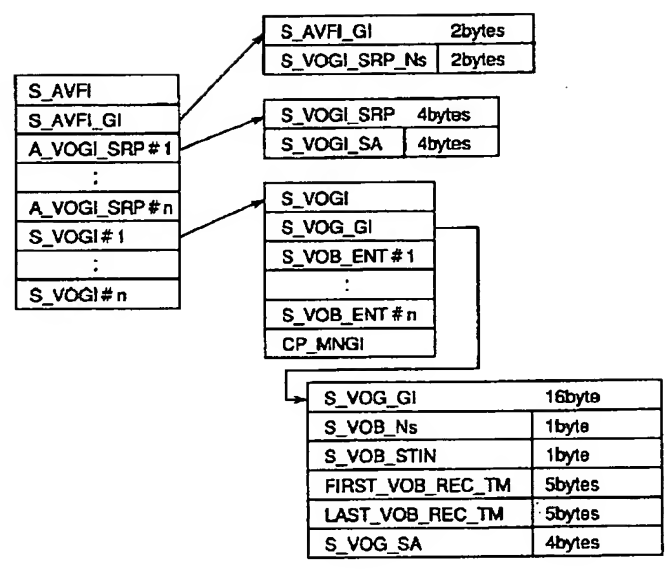 S_AVFI_GI 2bytes
S_VOGI_SRP_Ns 2bytes
S_AVFI
S_AVFI_GI
A_VOGI_SRP#1
:
A_VOGI_SRP#n
S_VOGI#1
:
S_VOGI#n
S_VOGI_SRP 4bytes
S_VOGI_SA 4bytes
S_VOGI
S_VOG_GI
S_VOB_ENT#1
:
S_VOB_ENT#n
CP_MNGI
S_VOG_GI 16byte
S_VOB_Ns 1byte
S_VOB_STIN 1byte
FIRST_VOB_REC_TM 5bytes
LAST_VOB_REC_TM 5bytes
S_VOG_SA 4bytes